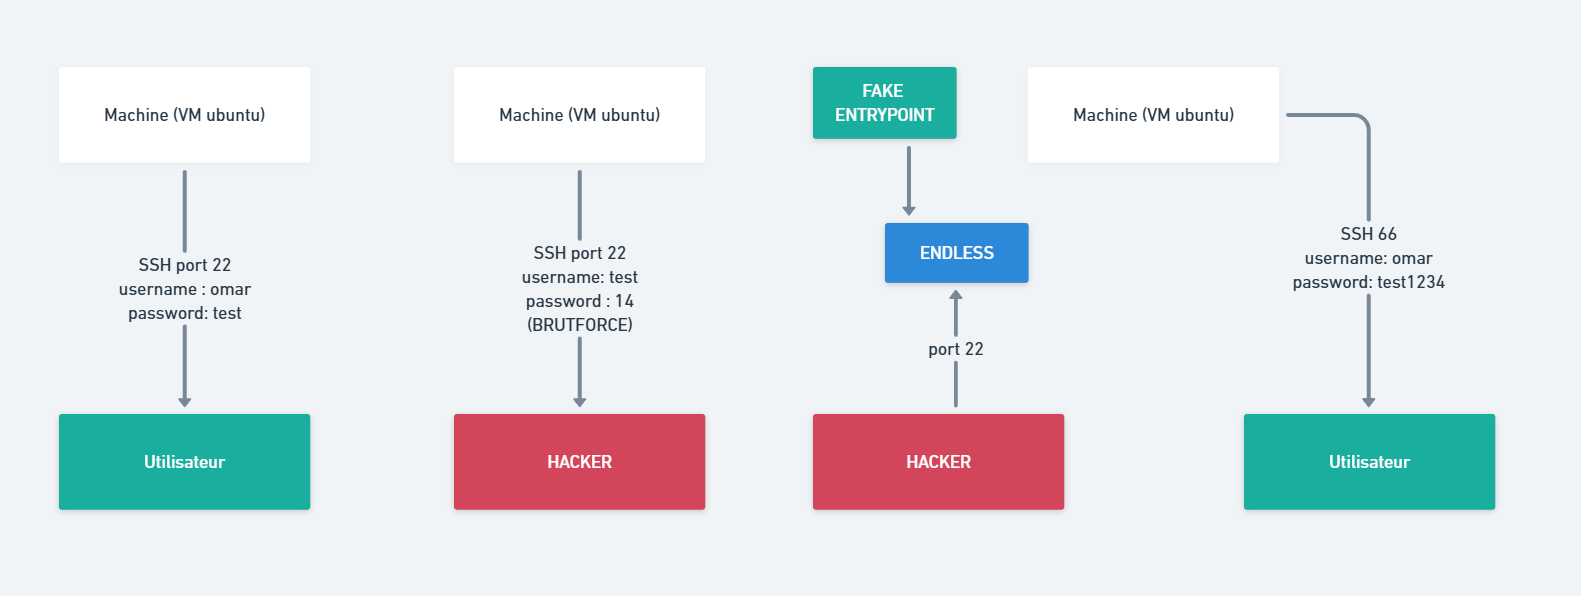 Machine (VM ubuntu)
SSH port 22
username : omar
password: test
Utilisateur
Machine (VM ubuntu)
SSH port 22
username: test
password : 14
(BRUTFORCE)
HACKER
FAKE
ENTRYPOINT
ENDLESS
port 22
HACKER
Machine (VM ubuntu)
SSH 66
username: omar
password: test1234
Utilisateur